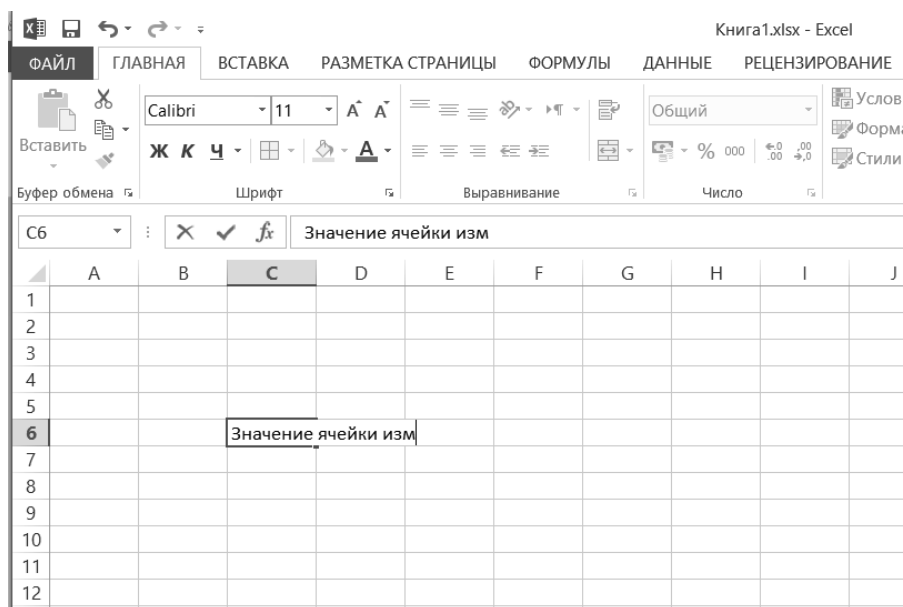 Книга1.xlsx - Excel
ФАЙЛ ГЛАВНАЯ ВСТАВКА РАЗМЕТКА СТРАНИЦЫ ФОРМУЛЫ ДАННЫЕ РЕЦЕНЗИРОВАНИЕ
Calibri 11 Общий Услов
Форма
Вставить Ж К Ч А % 000 Стили
Буфер обмена Шрифт Выравнивание Число
C6 fx Значение ячейки изм
A B C D E F G H I J
1
2
3
4
5
6 Значение ячейки изм
7
8
9
10
11
12